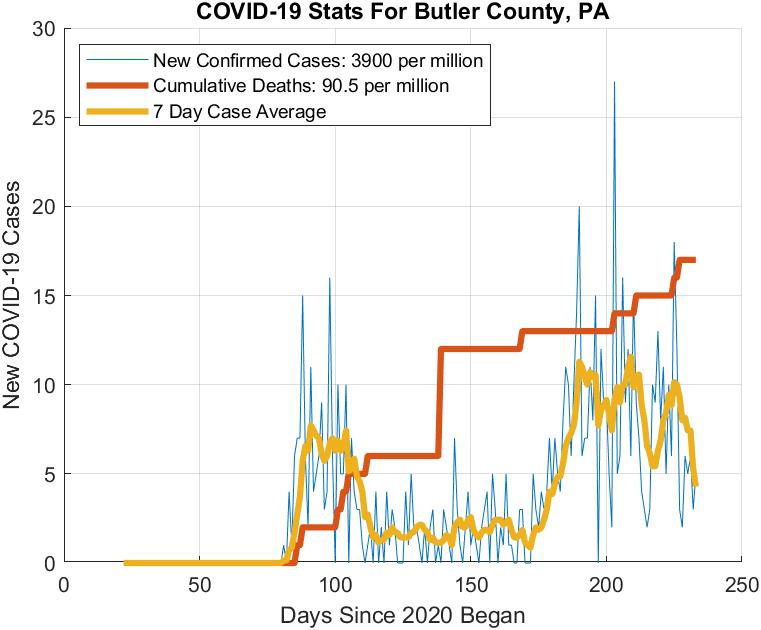 COVID-19 Stats For Butler County, PA
30
25
20
15
10
5
0
New Confirmed Cases: 3900 per million
Cumulative Deaths: 90.5 per million
7 Day Case Average
New COVID-19 Cases
0 50 100 150 200 250
Days Since 2020 Began